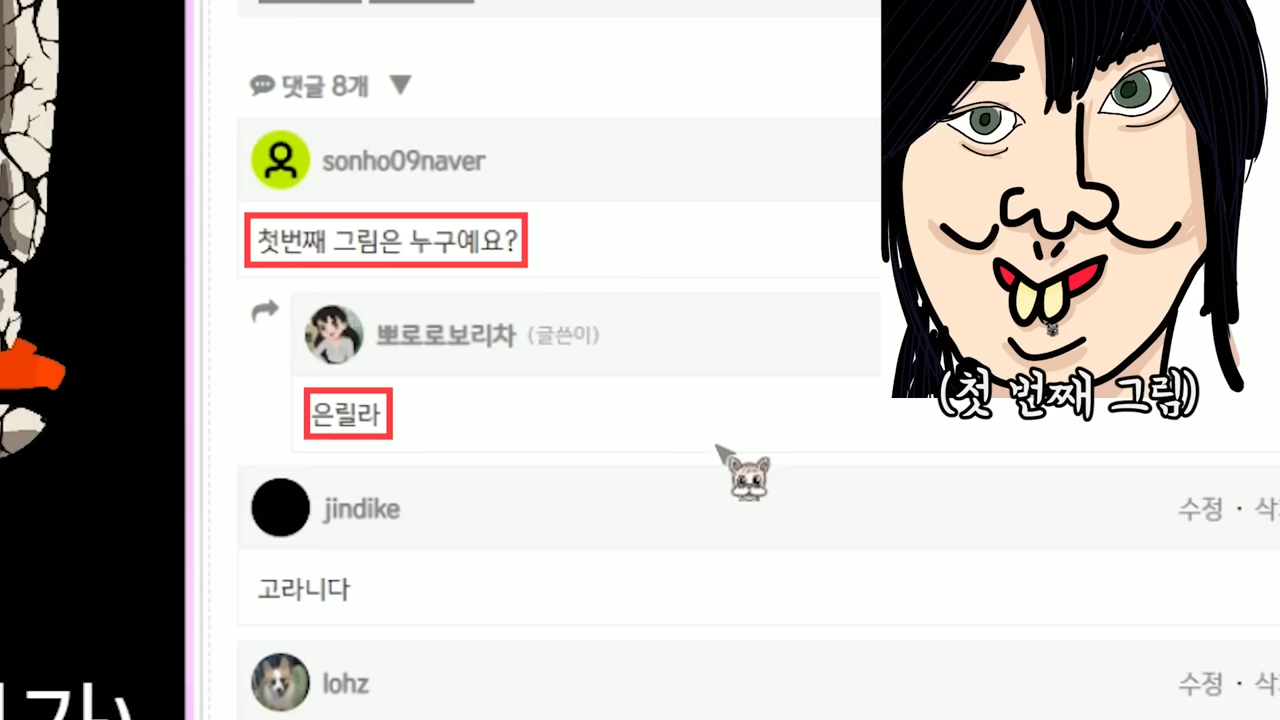 댓글 8개 ▼
sonho09naver
첫번째 그림은 누구예요?
뽀로로보리차 (글쓴이)
은릴라
(첫 번째 그림)
jindike
수정 ·
고라니다
lohz
수정 ·